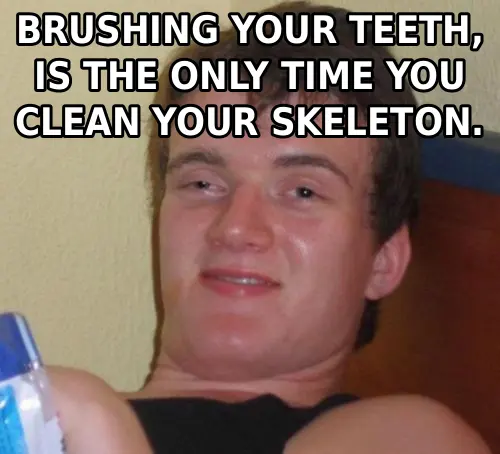 BRUSHING YOUR TEETH,
IS THE ONLY TIME YOU
CLEAN YOUR SKELETON.